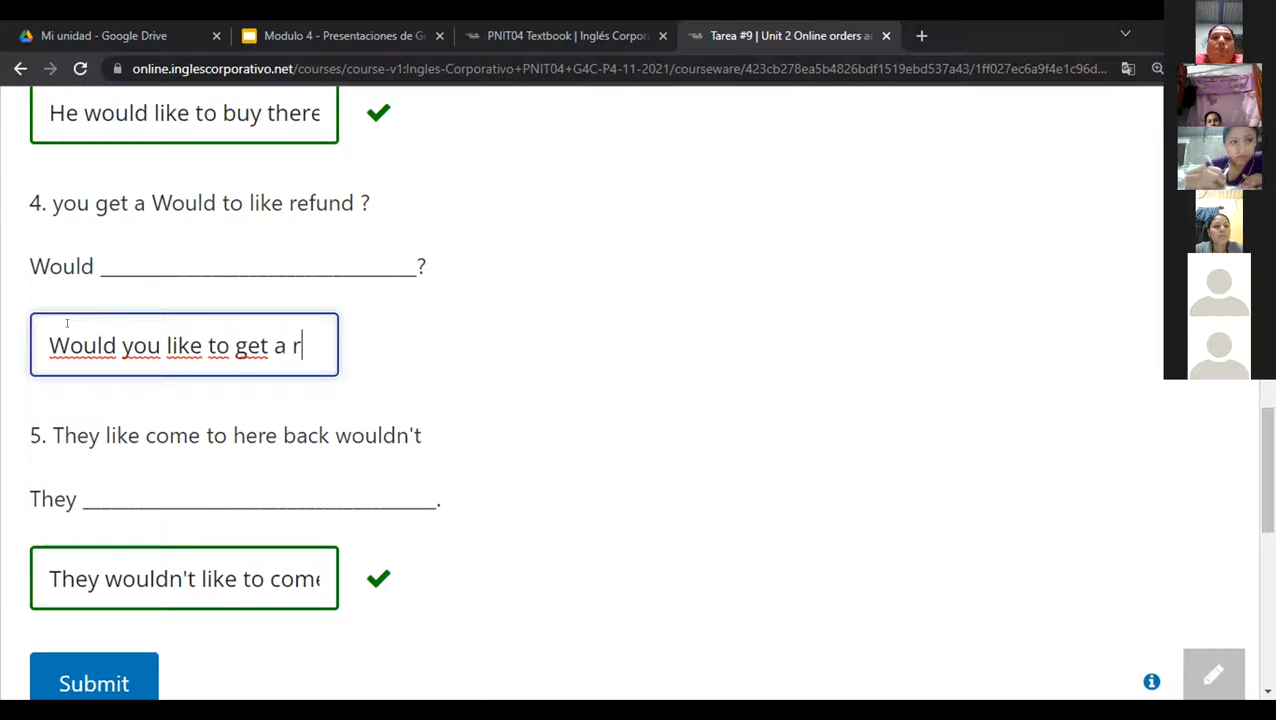 Mi unidad - Google Drive
Modulo 4 - Presentaciones de G
PNIT04 Textbook | Inglés Corpor
Tarea #9 | Unit 2 Online orders a
online.inglescorporativo.net/courses/course-v1:Ingles-Corporativo+PNIT04+G4C-P4-11-2021/courseware/423cb278ea5b4826bdf1519ebd5f7a43/1ff027ec6a9f4e1c96d...
He would like to buy there
4. you get a Would to like refund ?
Would ______________________________?
Would you like to get a r
5. They like come to here back wouldn't
They _________________________________.
They wouldn't like to come
Submit